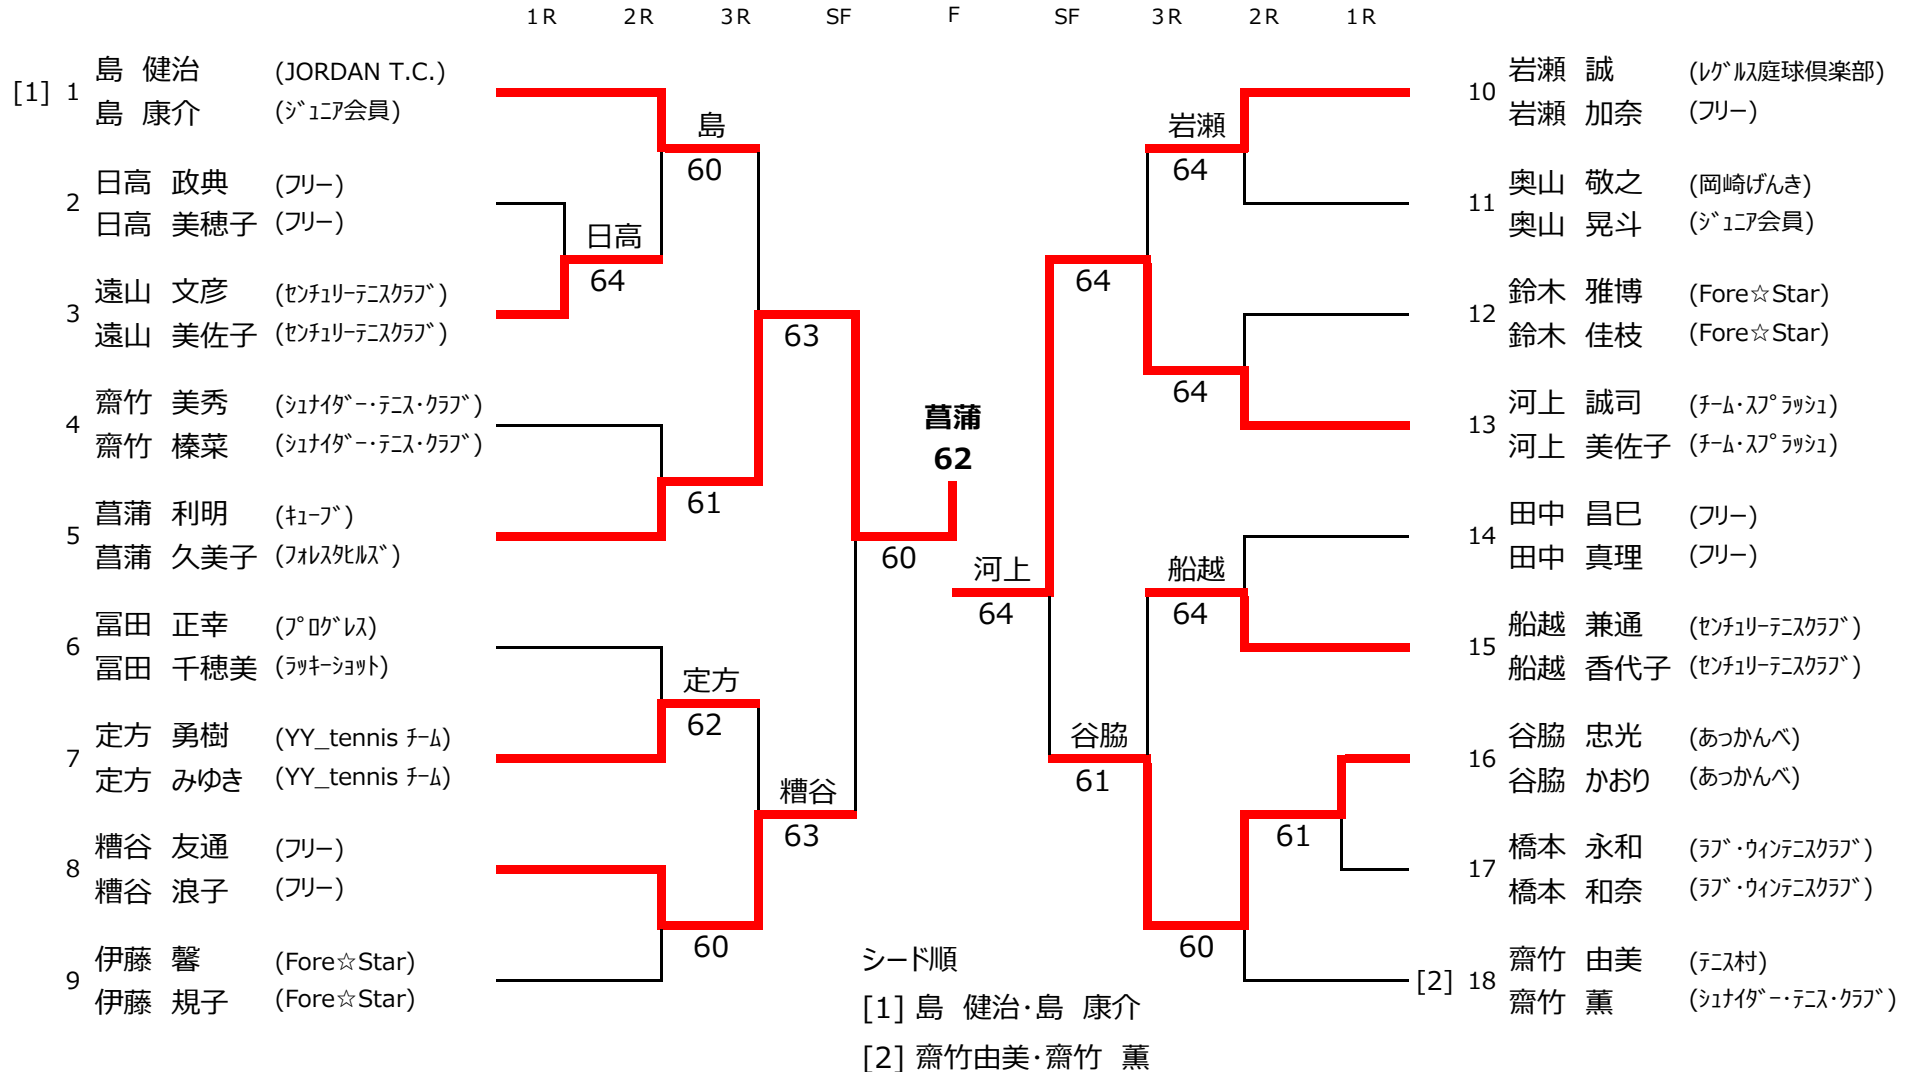 1R 2R 3R SF F SF 3R 2R 1R
[1] 1 島 健治 (JORDAN T.C.)
島 康介 (ｼﾞｭﾆｱ会員)
2 日高 政典 (フリー)
日高 美穂子 (フリー)
3 遠山 文彦 (ｾﾝﾁｭﾘｰﾃﾆｽｸﾗﾌﾞ)
遠山 美佐子 (ｾﾝﾁｭﾘｰﾃﾆｽｸﾗﾌﾞ)
4 齋竹 美秀 (ｼｭﾅｲﾀﾞｰ･ﾃﾆｽ･ｸﾗﾌﾞ)
齋竹 榛菜 (ｼｭﾅｲﾀﾞｰ･ﾃﾆｽ･ｸﾗﾌﾞ)
5 菖蒲 利明 (ｷｭｰﾌﾞ)
菖蒲 久美子 (ﾌｫﾚｽﾀﾋﾙｽﾞ)
6 冨田 正幸 (ﾌﾟﾛｸﾞﾚｽ)
冨田 千穂美 (ﾗｯｷｰｼｮｯﾄ)
7 定方 勇樹 (YY_tennis ﾁｰﾑ)
定方 みゆき (YY_tennis ﾁｰﾑ)
8 糟谷 友通 (フリー)
糟谷 浪子 (フリー)
9 伊藤 馨 (Fore☆Star)
伊藤 規子 (Fore☆Star)
島
60
日高
64
61
定方
62
60
63
糟谷
63
60
菖蒲
62
河上
64
64
谷脇
61
岩瀬
64
64
船越
64
60
61
10 岩瀬 誠 (ﾚｸﾞﾙｽ庭球倶楽部)
岩瀬 加奈 (フリー)
11 奥山 敬之 (岡崎げんき)
奥山 晃斗 (ｼﾞｭﾆｱ会員)
12 鈴木 雅博 (Fore☆Star)
鈴木 佳枝 (Fore☆Star)
13 河上 誠司 (ﾁｰﾑ･ｽﾌﾟﾗｯｼｭ)
河上 美佐子 (ﾁｰﾑ･ｽﾌﾟﾗｯｼｭ)
14 田中 昌巳 (フリー)
田中 真理 (フリー)
15 船越 兼通 (ｾﾝﾁｭﾘｰﾃﾆｽｸﾗﾌﾞ)
船越 香代子 (ｾﾝﾁｭﾘｰﾃﾆｽｸﾗﾌﾞ)
16 谷脇 忠光 (あっかんべ)
谷脇 かおり (あっかんべ)
17 橋本 永和 (ﾗﾌﾞ･ｳｨﾝﾃﾆｽｸﾗﾌﾞ)
橋本 和奈 (ﾗﾌﾞ･ｳｨﾝﾃﾆｽｸﾗﾌﾞ)
[2] 18 齋竹 由美 (ﾃﾆｽ村)
齋竹 薫 (ｼｭﾅｲﾀﾞｰ･ﾃﾆｽ･ｸﾗﾌﾞ)
シード順
[1] 島 健治･島 康介
[2] 齋竹由美･齋竹 薫